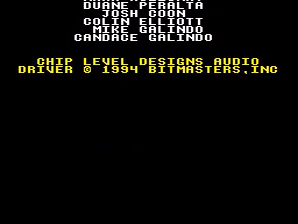 DUANE PERALTA
JOSH COON
COLIN ELLIOTT
MIKE GALINDO
CANDACE GALINDO
CHIP LEVEL DESIGNS AUDIO
DRIVER © 1994 BITMASTERS,INC